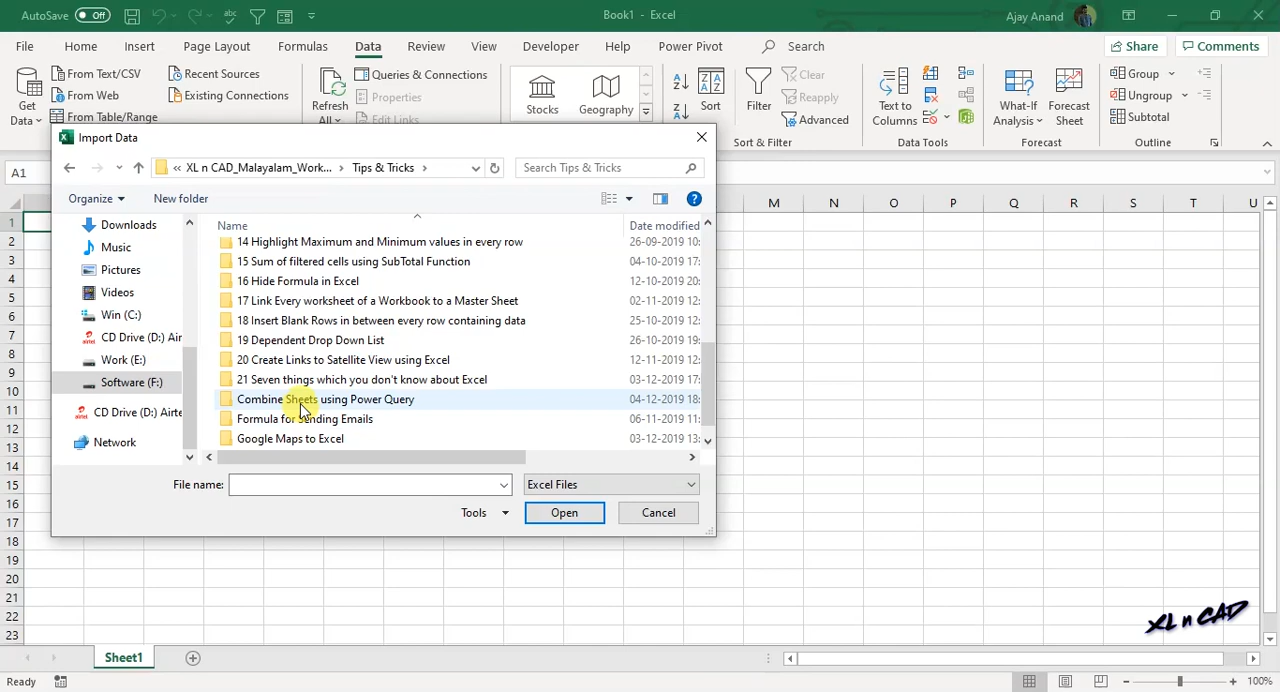 AutoSave Off
Book1 - Excel
Ajay Anand
File Home Insert Page Layout Formulas Data Review View Developer Help Power Pivot Search Share Comments
Get Data
From Text/CSV
From Web
From Table/Range
Recent Sources
Existing Connections
Refresh All
Queries & Connections
Properties
Edit Links
Stocks
Geography
Sort
Filter
Clear
Reapply
Advanced
Sort & Filter
Text to Columns
Data Tools
What-If Analysis
Forecast Sheet
Forecast
Group
Ungroup
Subtotal
Outline
A1
Import Data
« XL n CAD_Malayalam_Work... > Tips & Tricks >
Search Tips & Tricks
Organize New folder
Downloads
Music
Pictures
Videos
Win (C:)
CD Drive (D:) Air
Work (E:)
Software (F:)
CD Drive (D:) Airte
Network
Name Date modified
14 Highlight Maximum and Minimum values in every row 26-09-2019 10:
15 Sum of filtered cells using SubTotal Function 04-10-2019 17:
16 Hide Formula in Excel 12-10-2019 20:
17 Link Every worksheet of a Workbook to a Master Sheet 02-11-2019 12:
18 Insert Blank Rows in between every row containing data 25-10-2019 12:
19 Dependent Drop Down List 26-10-2019 19:
20 Create Links to Satellite View using Excel 12-11-2019 12:
21 Seven things which you don't know about Excel 03-12-2019 17:
Combine Sheets using Power Query 04-12-2019 18:
Formula for Sending Emails 06-11-2019 11:
Google Maps to Excel 03-12-2019 13:
File name:
Excel Files
Tools Open Cancel
M N O P Q R S T U
1
2
3
4
5
6
7
8
9
10
11
12
13
14
15
16
17
18
19
20
21
22
23
XL n CAD
Sheet1
Ready
100%